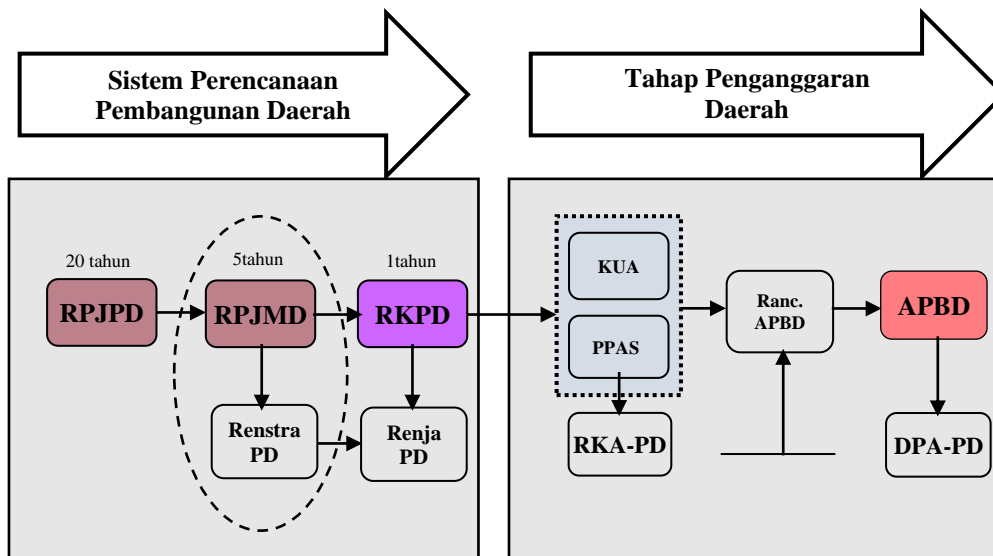 Sistem Perencanaan
Pembangunan Daerah
Tahap Penganggaran
Daerah
20 tahun
5tahun
1tahun
RPJPD
RPJMD
RKPD
Renstra
PD
Renja
PD
KUA
PPAS
RKA-PD
Ranc.
APBD
APBD
DPA-PD